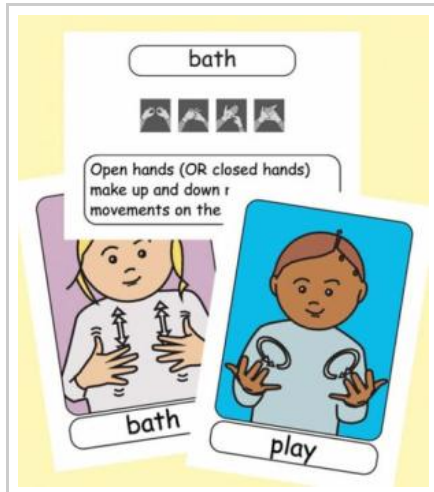 bath
Open hands (OR closed hands)
make up and down
movements on the
bath
play